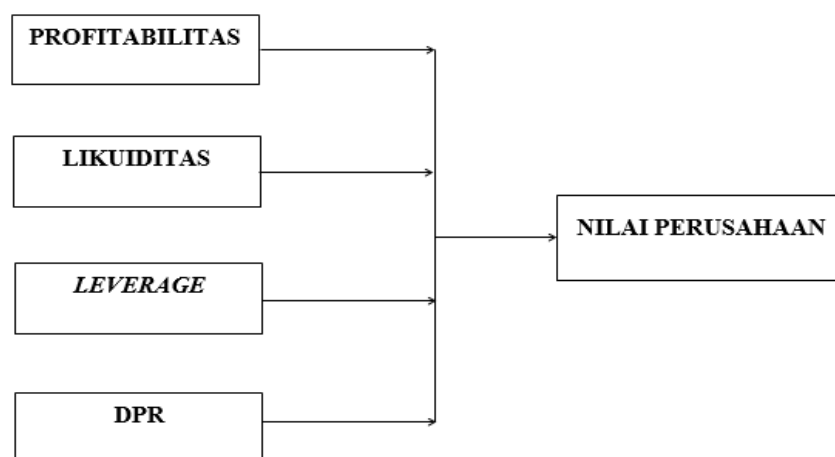 PROFITABILITAS
LIKUIDITAS
LEVERAGE
DPR
NILAI PERUSAHAAN